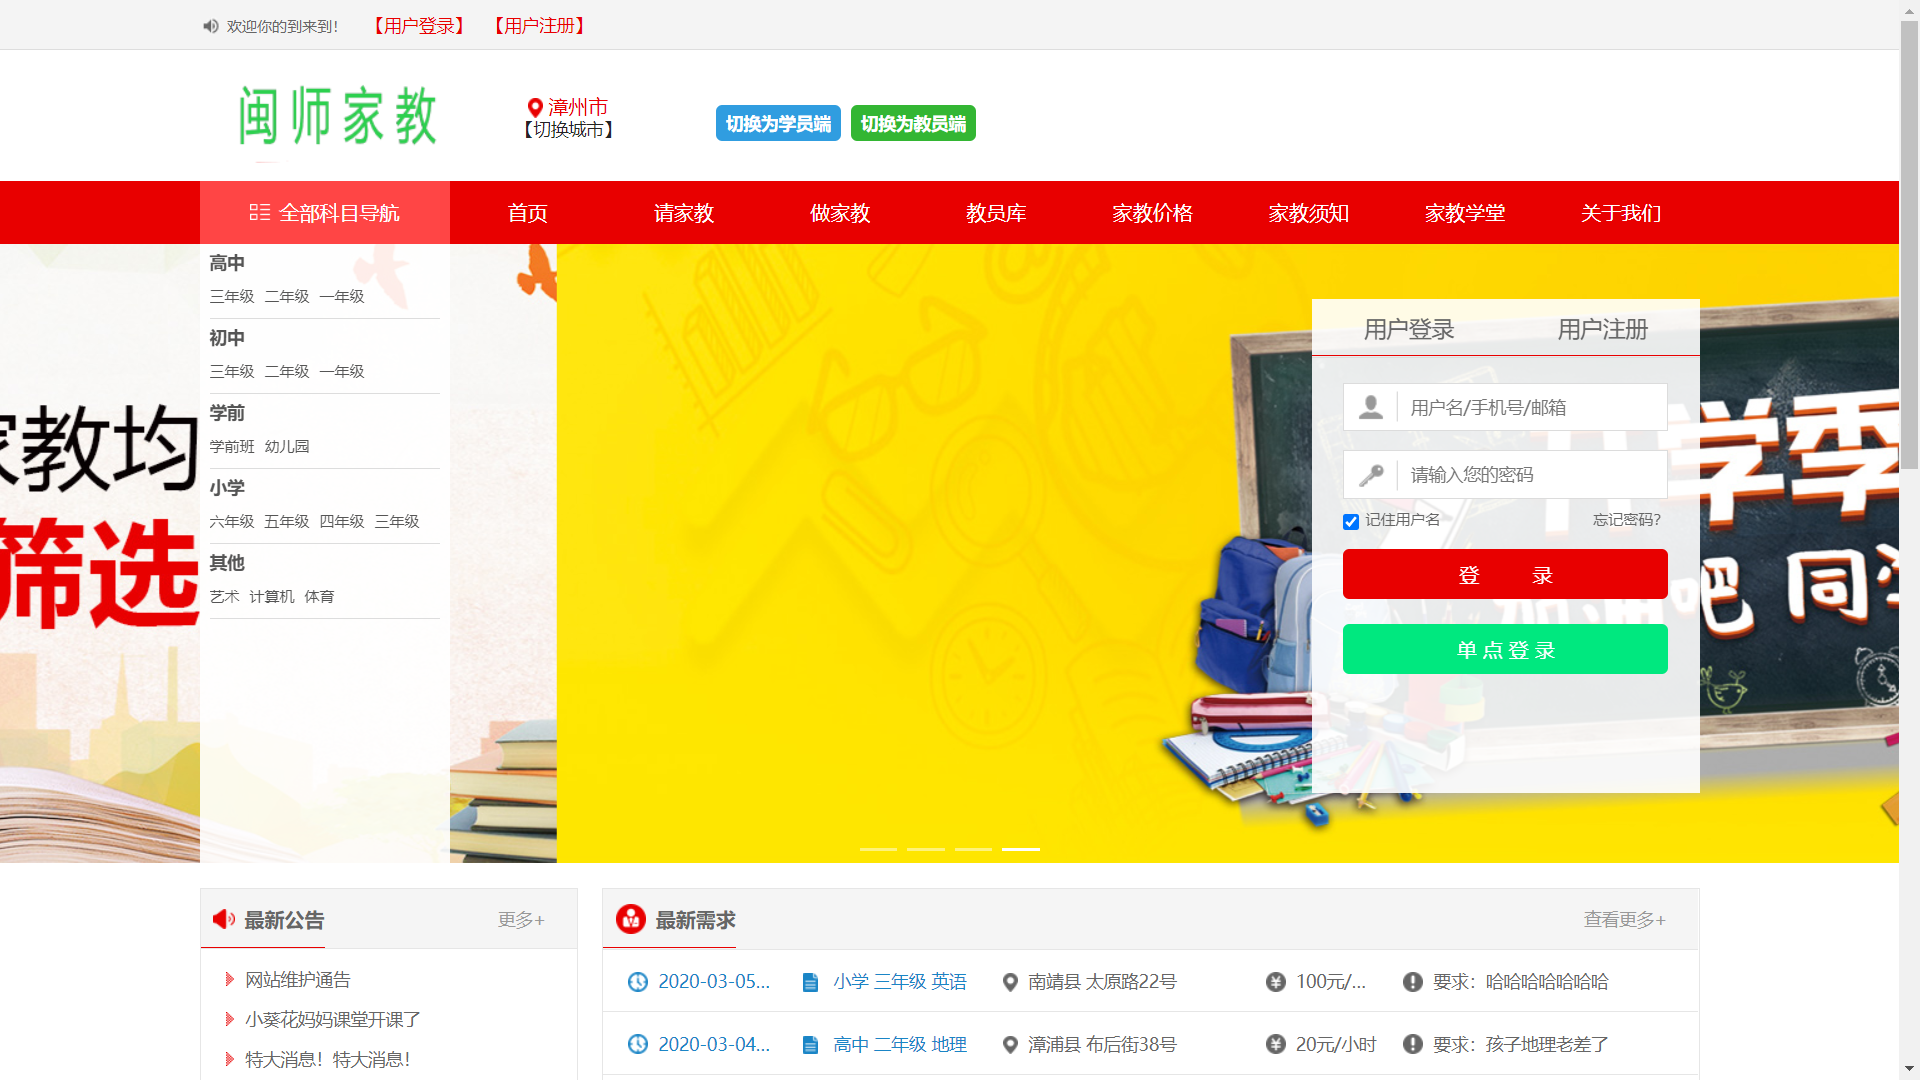 欢迎你的到来到！ 【用户登录】 【用户注册】
闽师家教
漳州市
【切换城市】
切换为学员端 切换为教员端
全部科目导航 首页 请家教 做家教 教员库 家教价格 家教须知 家教学堂 关于我们
高中
三年级 二年级 一年级
初中
三年级 二年级 一年级
学前
学前班 幼儿园
小学
六年级 五年级 四年级 三年级
其他
艺术 计算机 体育
家教均
筛选
用户登录 用户注册
用户名/手机号/邮箱
请输入您的密码
记住用户名 忘记密码?
登 录
单 点 登 录
学季
吧 同
最新公告 更多+
网站维护通告
小葵花妈妈课堂开课了
特大消息！特大消息！
最新需求 查看更多+
2020-03-05... 小学 三年级 英语 南靖县 太原路22号 100元/... 要求：哈哈哈哈哈哈哈
2020-03-04... 高中 二年级 地理 漳浦县 布后街38号 20元/小时 要求：孩子地理老差了